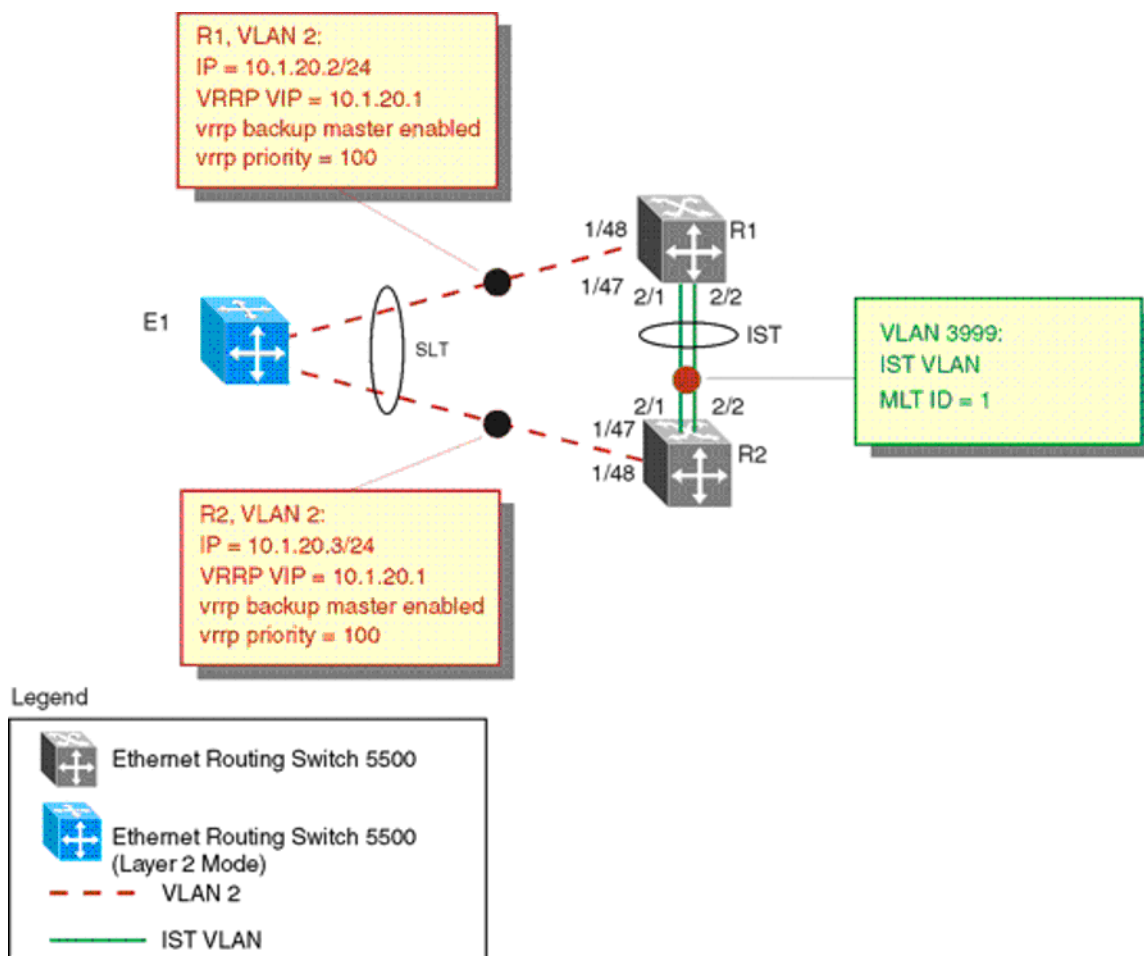 R1, VLAN 2:
IP = 10.1.20.2/24
VRRP VIP = 10.1.20.1
vrrp backup master enabled
vrrp priority = 100
1/48
R1
1/47
2/1
2/2
E1
SLT
IST
VLAN 3999:
IST VLAN
MLT ID = 1
2/1
2/2
1/47
R2
1/48
R2, VLAN 2:
IP = 10.1.20.3/24
VRRP VIP = 10.1.20.1
vrrp backup master enabled
vrrp priority = 100
Legend
Ethernet Routing Switch 5500
Ethernet Routing Switch 5500
(Layer 2 Mode)
VLAN 2
IST VLAN